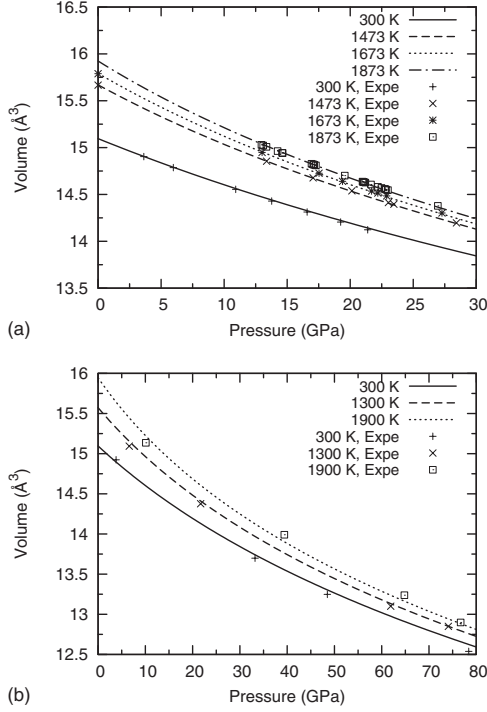 16
15.5
15
14.5
14
13.5
Volume (Å³)
300 K
1473 K
1673 K
1873 K
300 K, Expe
1473 K, Expe
1673 K, Expe
1873 K, Expe
0 5 10 15 20 25 30
(a)
Pressure (GPa)
16
15.5
15
14.5
14
13.5
13
12.5
Volume (Å³)
300 K
1300 K
1900 K
300 K, Expe
1300 K, Expe
1900 K, Expe
0 10 20 30 40 50 60 70 80
(b)
Pressure (GPa)